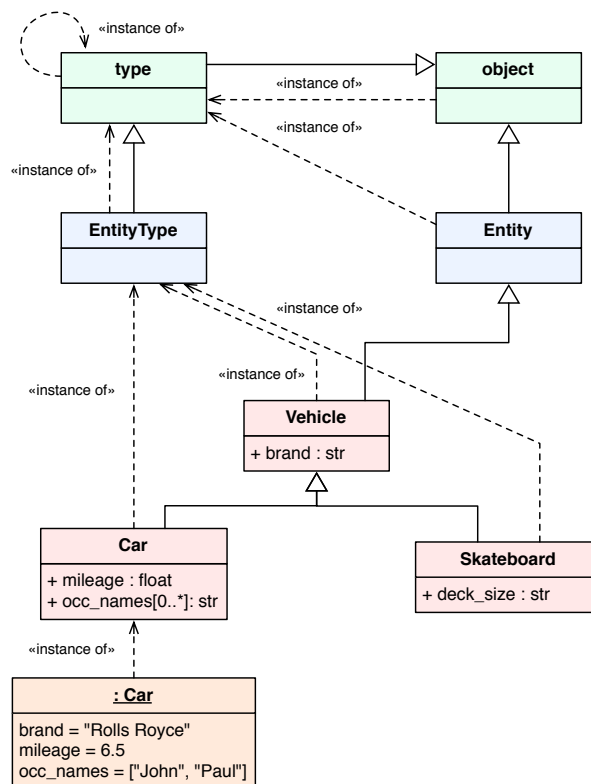 «instance of»
type
object
«instance of»
«instance of»
«instance of»
EntityType
Entity
«instance of»
«instance of»
«instance of»
Vehicle
+ brand : str
Car
+ mileage : float
+ occ_names[0..*]: str
Skateboard
+ deck_size : str
«instance of»
: Car
brand = "Rolls Royce"
mileage = 6.5
occ_names = ["John", "Paul"]